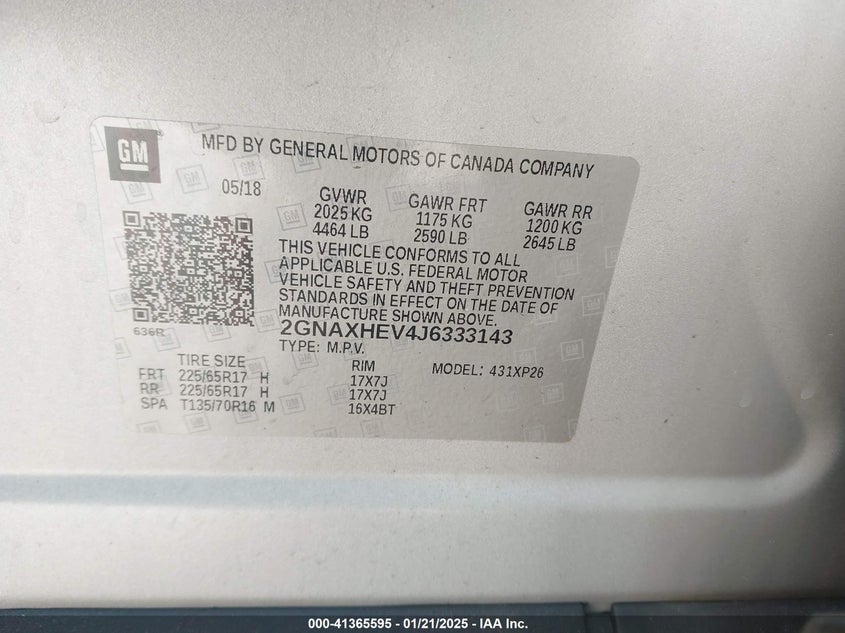 GM
MFD BY GENERAL MOTORS OF CANADA COMPANY
05/18
GVWR
2025 KG
4464 LB
GAWR FRT
1175 KG
2590 LB
GAWR RR
1200 KG
2645 LB
THIS VEHICLE CONFORMS TO ALL
APPLICABLE U.S. FEDERAL MOTOR
VEHICLE SAFETY AND THEFT PREVENTION
STANDARDS IN EFFECT ON THE DATE OF
MANUFACTURE SHOWN ABOVE.
636R
2GNAXHEV4J6333143
TYPE: M.P.V.
TIRE SIZE
RIM
MODEL: 431XP26
FRT 225/65R17 H 17X7J
RR 225/65R17 H 17X7J
SPA T135/70R16 M 16X4BT
000-41365595 - 01/21/2025 - IAA Inc.